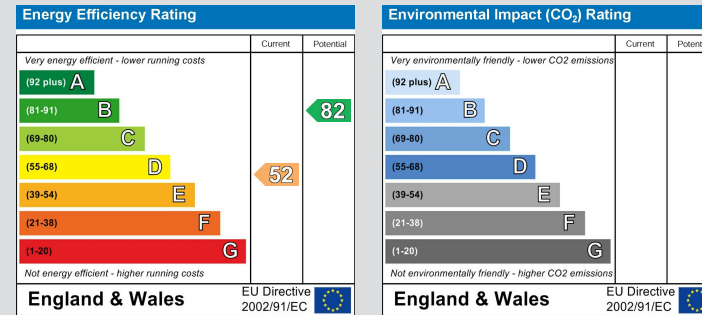 Energy Efficiency Rating
Current Potential
Very energy efficient - lower running costs
(92 plus) A
(81-91) B
82
(69-80) C
(55-68) D
52
(39-54) E
(21-38) F
(1-20) G
Not energy efficient - higher running costs
England & Wales
EU Directive
2002/91/EC
Environmental Impact (CO₂) Rating
Current Potent
Very environmentally friendly - lower CO2 emissions
(92 plus) A
(81-91) B
(69-80) C
(55-68) D
(39-54) E
(21-38) F
(1-20) G
Not environmentally friendly - higher CO2 emissions
England & Wales
EU Directive
2002/91/EC